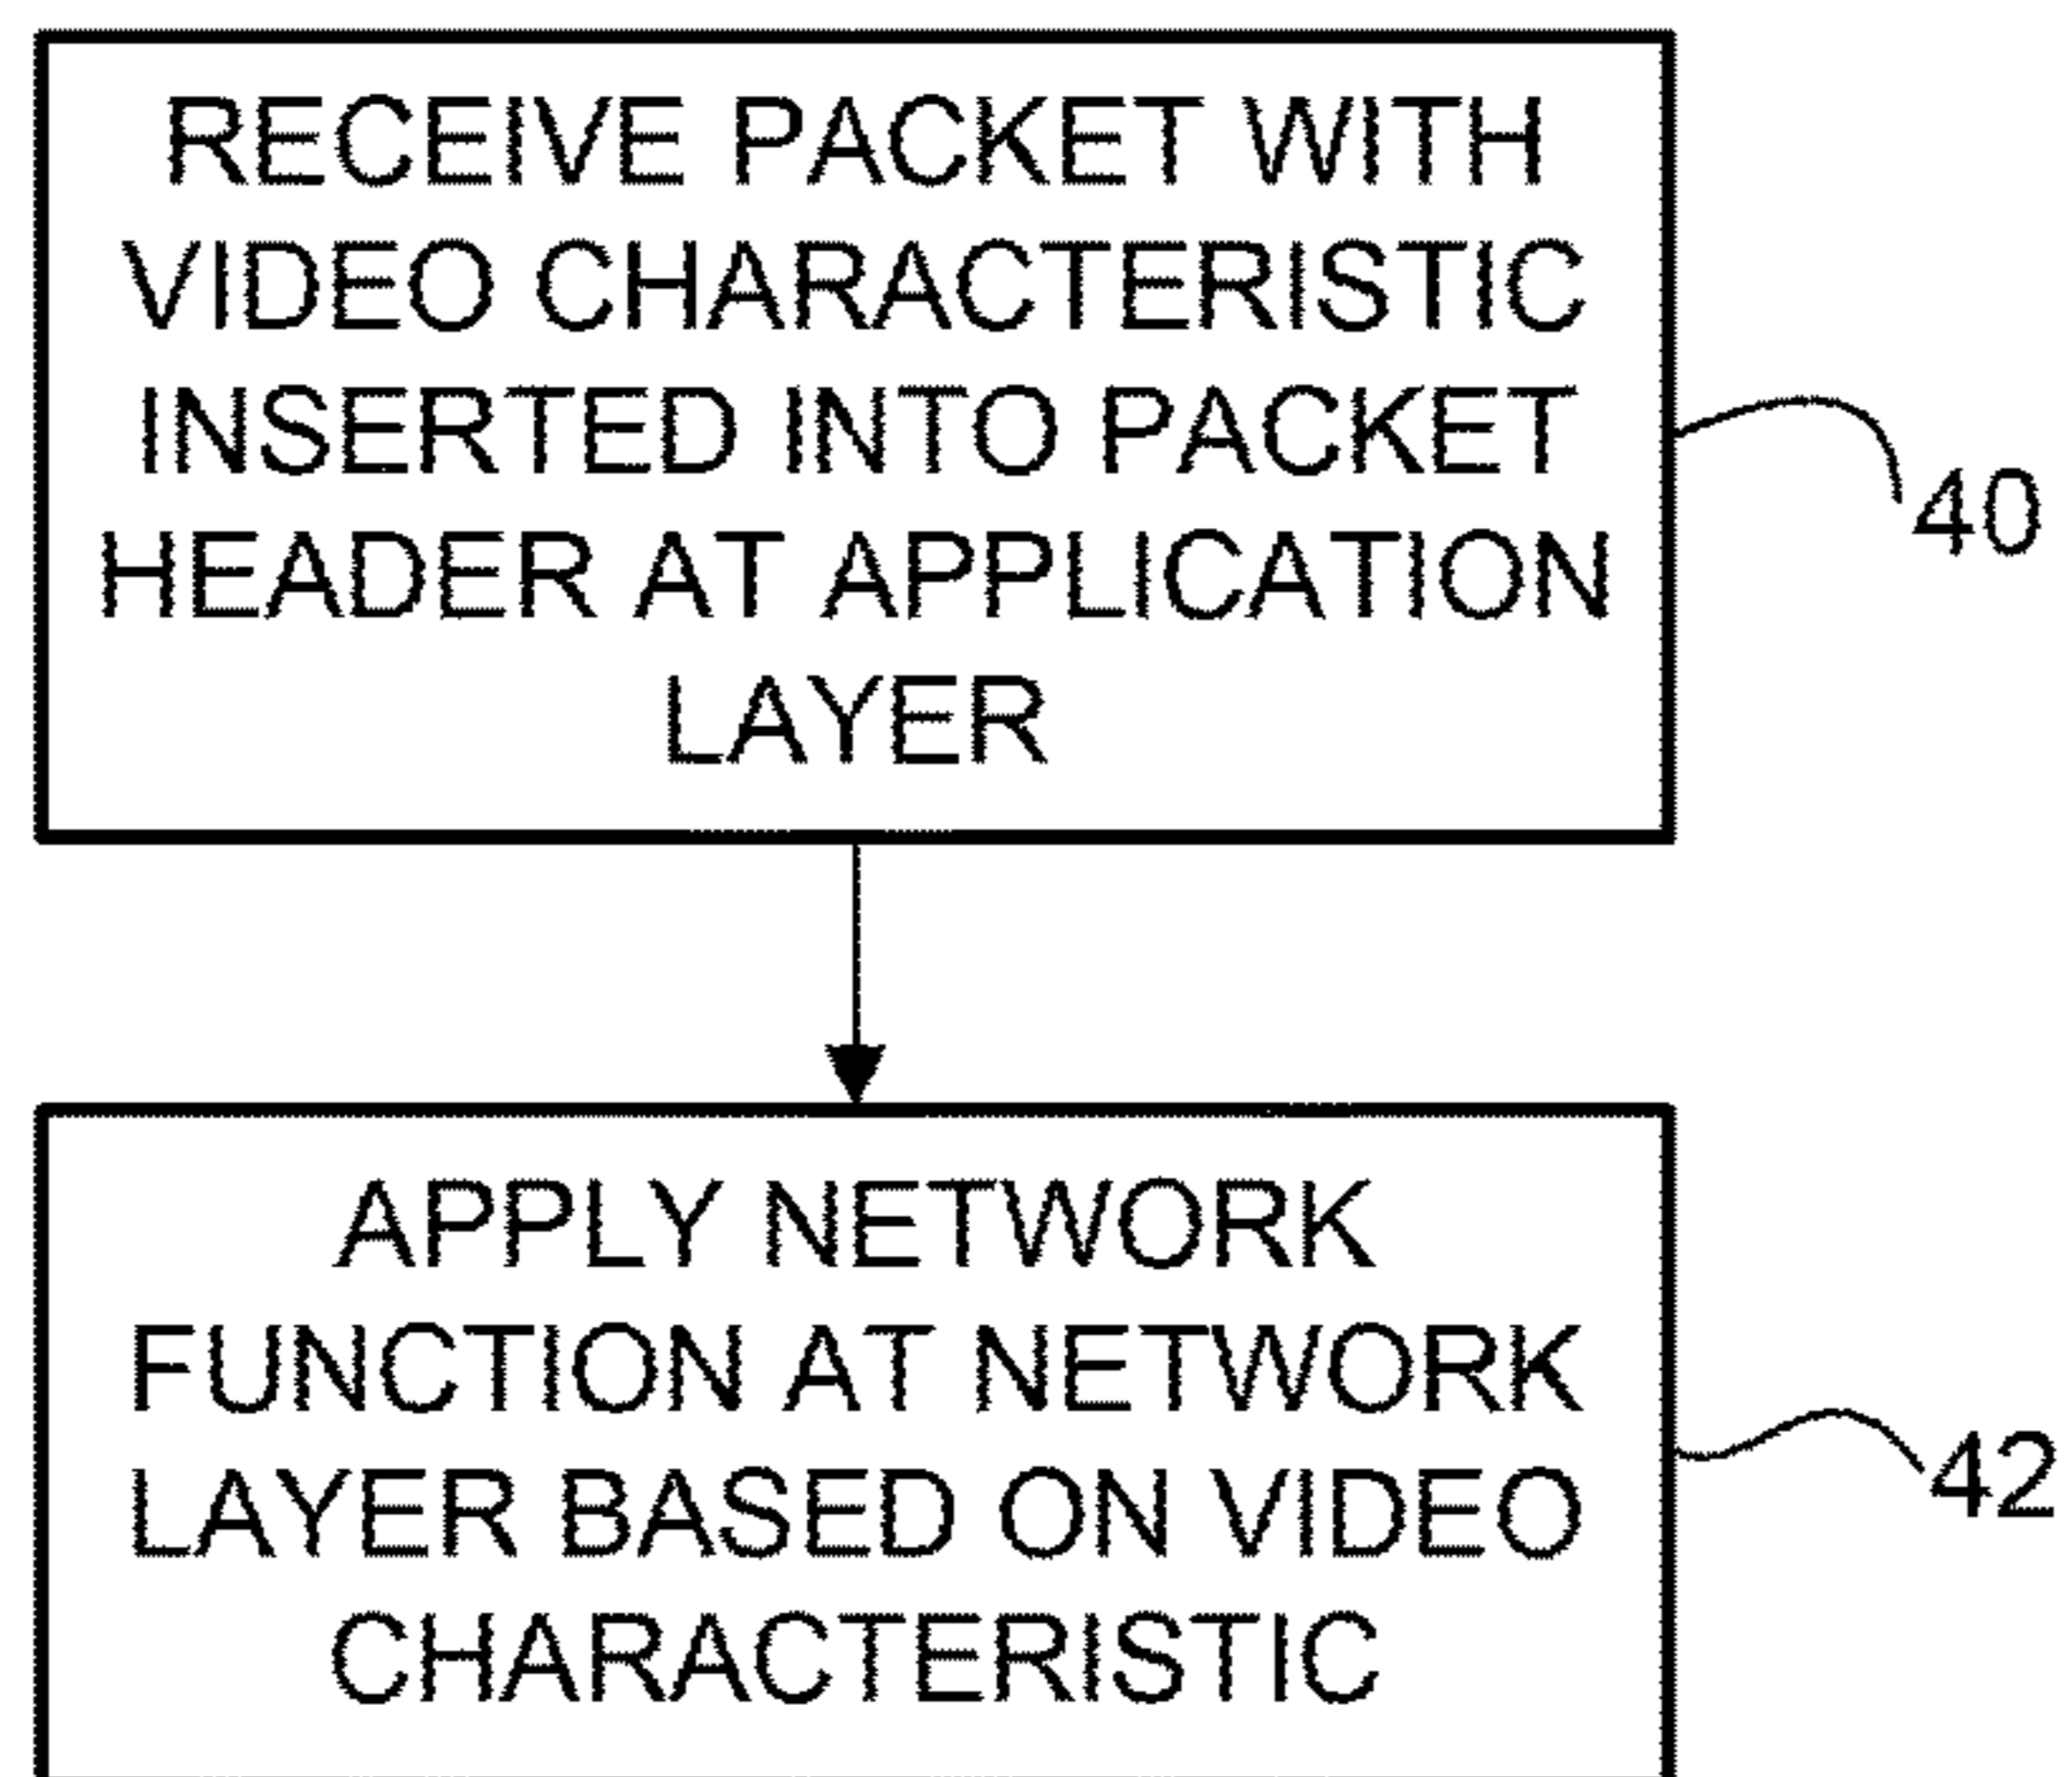 RECEIVE PACKET WITH
VIDEO CHARACTERISTIC
INSERTED INTO PACKET
HEADER AT APPLICATION
LAYER
40
APPLY NETWORK
FUNCTION AT NETWORK
LAYER BASED ON VIDEO
CHARACTERISTIC
42